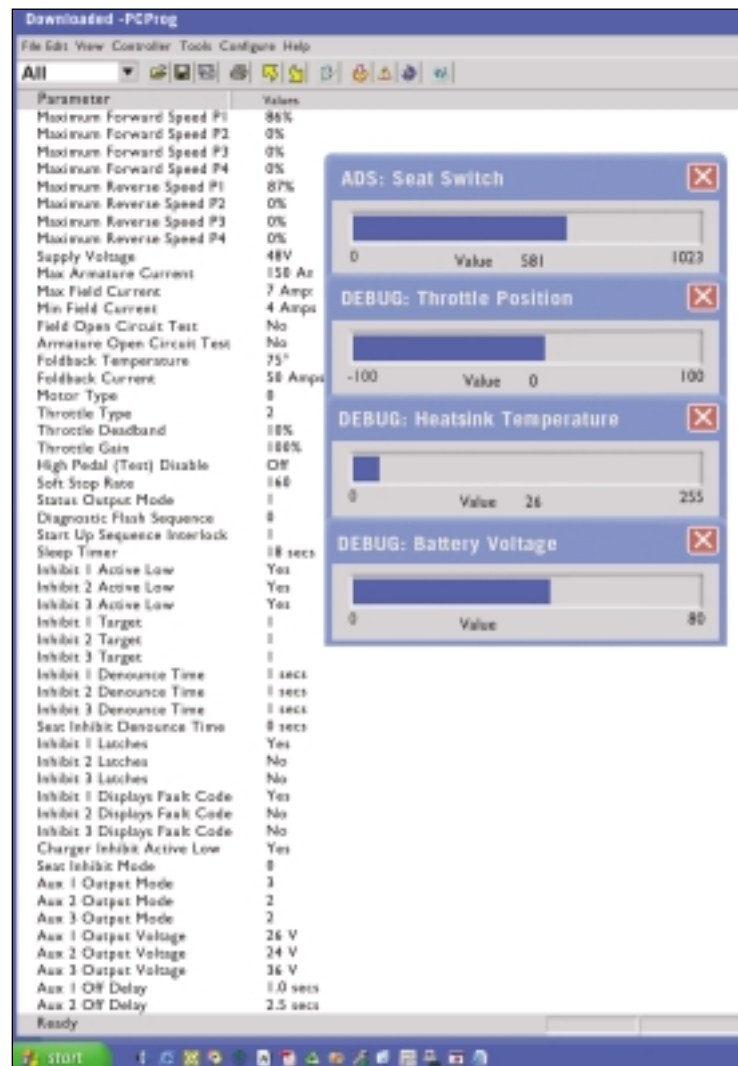 Downloaded -PCProg
File Edit View Controller Tools Configure Help
All
Parameter Values
Maximum Forward Speed P1 86%
Maximum Forward Speed P2 0%
Maximum Forward Speed P3 0%
Maximum Forward Speed P4 0%
Maximum Reverse Speed P1 87%
Maximum Reverse Speed P2 0%
Maximum Reverse Speed P3 0%
Maximum Reverse Speed P4 0%
Supply Voltage 48V
Max Armature Current 150 Am
Max Field Current 7 Amps
Min Field Current 4 Amps
Field Open Circuit Test No
Armature Open Circuit Test No
Foldback Temperature 75°
Foldback Current 50 Amps
Motor Type 0
Throttle Type 2
Throttle Deadband 10%
Throttle Gain 100%
High Pedal (Test) Disable Off
Soft Stop Rate 160
Status Output Mode 1
Diagnostic Flash Sequence 0
Start Up Sequence Interlock 1
Sleep Timer 18 secs
Inhibit 1 Active Low Yes
Inhibit 2 Active Low Yes
Inhibit 3 Active Low Yes
Inhibit 1 Target 1
Inhibit 2 Target 1
Inhibit 3 Target 1
Inhibit 1 Denounce Time 1 secs
Inhibit 2 Denounce Time 1 secs
Inhibit 3 Denounce Time 1 secs
Seat Inhibit Denounce Time 0 secs
Inhibit 1 Latches Yes
Inhibit 2 Latches No
Inhibit 3 Latches No
Inhibit 1 Displays Fault Code Yes
Inhibit 2 Displays Fault Code No
Inhibit 3 Displays Fault Code No
Charger Inhibit Active Low Yes
Seat Inhibit Mode 0
Aux 1 Output Mode 3
Aux 2 Output Mode 2
Aux 3 Output Mode 2
Aux 1 Output Voltage 26 V
Aux 2 Output Voltage 24 V
Aux 3 Output Voltage 36 V
Aux 1 Off Delay 1.0 secs
Aux 2 Off Delay 2.5 secs
Ready
start
ADS: Seat Switch
0 Value 581 1023
DEBUG: Throttle Position
-100 Value 0 100
DEBUG: Heatsink Temperature
0 Value 26 255
DEBUG: Battery Voltage
0 Value 80